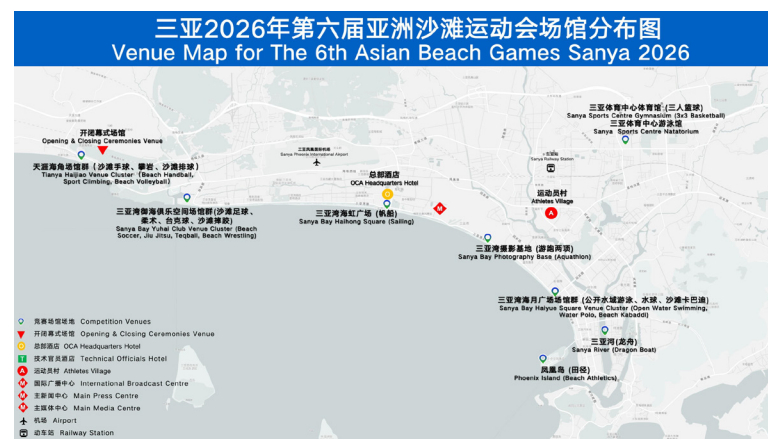 三亚2026年第六届亚洲沙滩运动会场馆分布图
Venue Map for The 6th Asian Beach Games Sanya 2026
开闭幕式场馆
Opening & Closing Ceremonies Venue
天涯海角场馆群（沙滩手球、攀岩、沙滩排球）
Tianya Haijiao Venue Cluster (Beach Handball,
Sport Climbing, Beach Volleyball)
三亚湾御海俱乐空间场馆群(沙滩足球、
柔术、台克球、沙滩摔跤)
Sanya Bay Yuhai Club Venue Cluster (Beach
Soccer, Jiu Jitsu, Teqball, Beach Wrestling)
三亚凤凰国际机场
Sanya Phoenix International Airport
总部酒店
OCA Headquarters Hotel
三亚湾海虹广场 (帆船)
Sanya Bay Haihong Square (Sailing)
三亚体育中心体育馆 (三人篮球)
Sanya Sports Centre Gymnasium (3x3 Basketball)
三亚体育中心游泳馆
Sanya Sports Centre Natatorium
三亚站
Sanya Railway Station
运动员村
Athletes Village
三亚湾摄影基地 (游跑两项)
Sanya Bay Photography Base (Aquathlon)
三亚湾海月广场场馆群 (公开水域游泳、水球、沙滩卡巴迪)
Sanya Bay Haiyue Square Venue Cluster (Open Water Swimming,
Water Polo, Beach Kabaddi)
三亚河(龙舟)
Sanya River (Dragon Boat)
凤凰岛 (田径)
Phoenix Island (Beach Athletics)
竞赛场馆场地 Competition Venues
开闭幕式场馆 Opening & Closing Ceremonies Venue
总部酒店 OCA Headquarters Hotel
T 技术官员酒店 Technical Officials Hotel
A 运动员村 Athletes Village
M 国际广播中心 International Broadcast Centre
M 主新闻中心 Main Press Centre
M 主媒体中心 Main Media Centre
机场 Airport
动车站 Railway Station